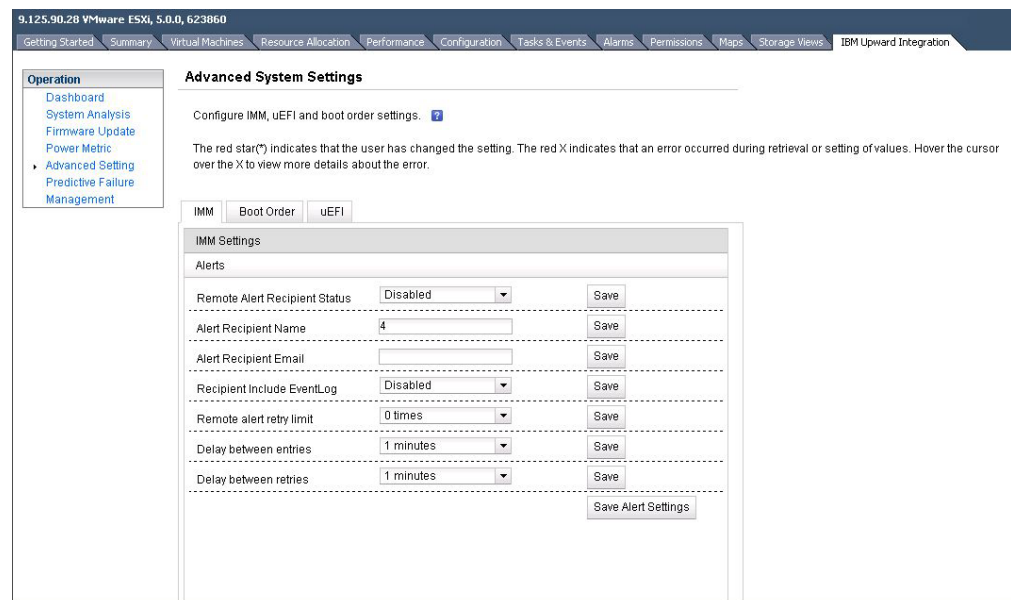 9.125.90.28 VMware ESXi, 5.0.0, 623860
Getting Started Summary Virtual Machines Resource Allocation Performance Configuration Tasks & Events Alarms Permissions Maps Storage Views IBM Upward Integration
Operation
Dashboard
System Analysis
Firmware Update
Power Metric
Advanced Setting
Predictive Failure
Management
Advanced System Settings
Configure IMM, uEFI and boot order settings. ?
The red star(*) indicates that the user has changed the setting. The red X indicates that an error occurred during retrieval or setting of values. Hover the cursor
over the X to view more details about the error.
IMM Boot Order uEFI
IMM Settings
Alerts
Remote Alert Recipient Status Disabled Save
Alert Recipient Name 4 Save
Alert Recipient Email Save
Recipient Include EventLog Disabled Save
Remote alert retry limit 0 times Save
Delay between entries 1 minutes Save
Delay between retries 1 minutes Save
Save Alert Settings